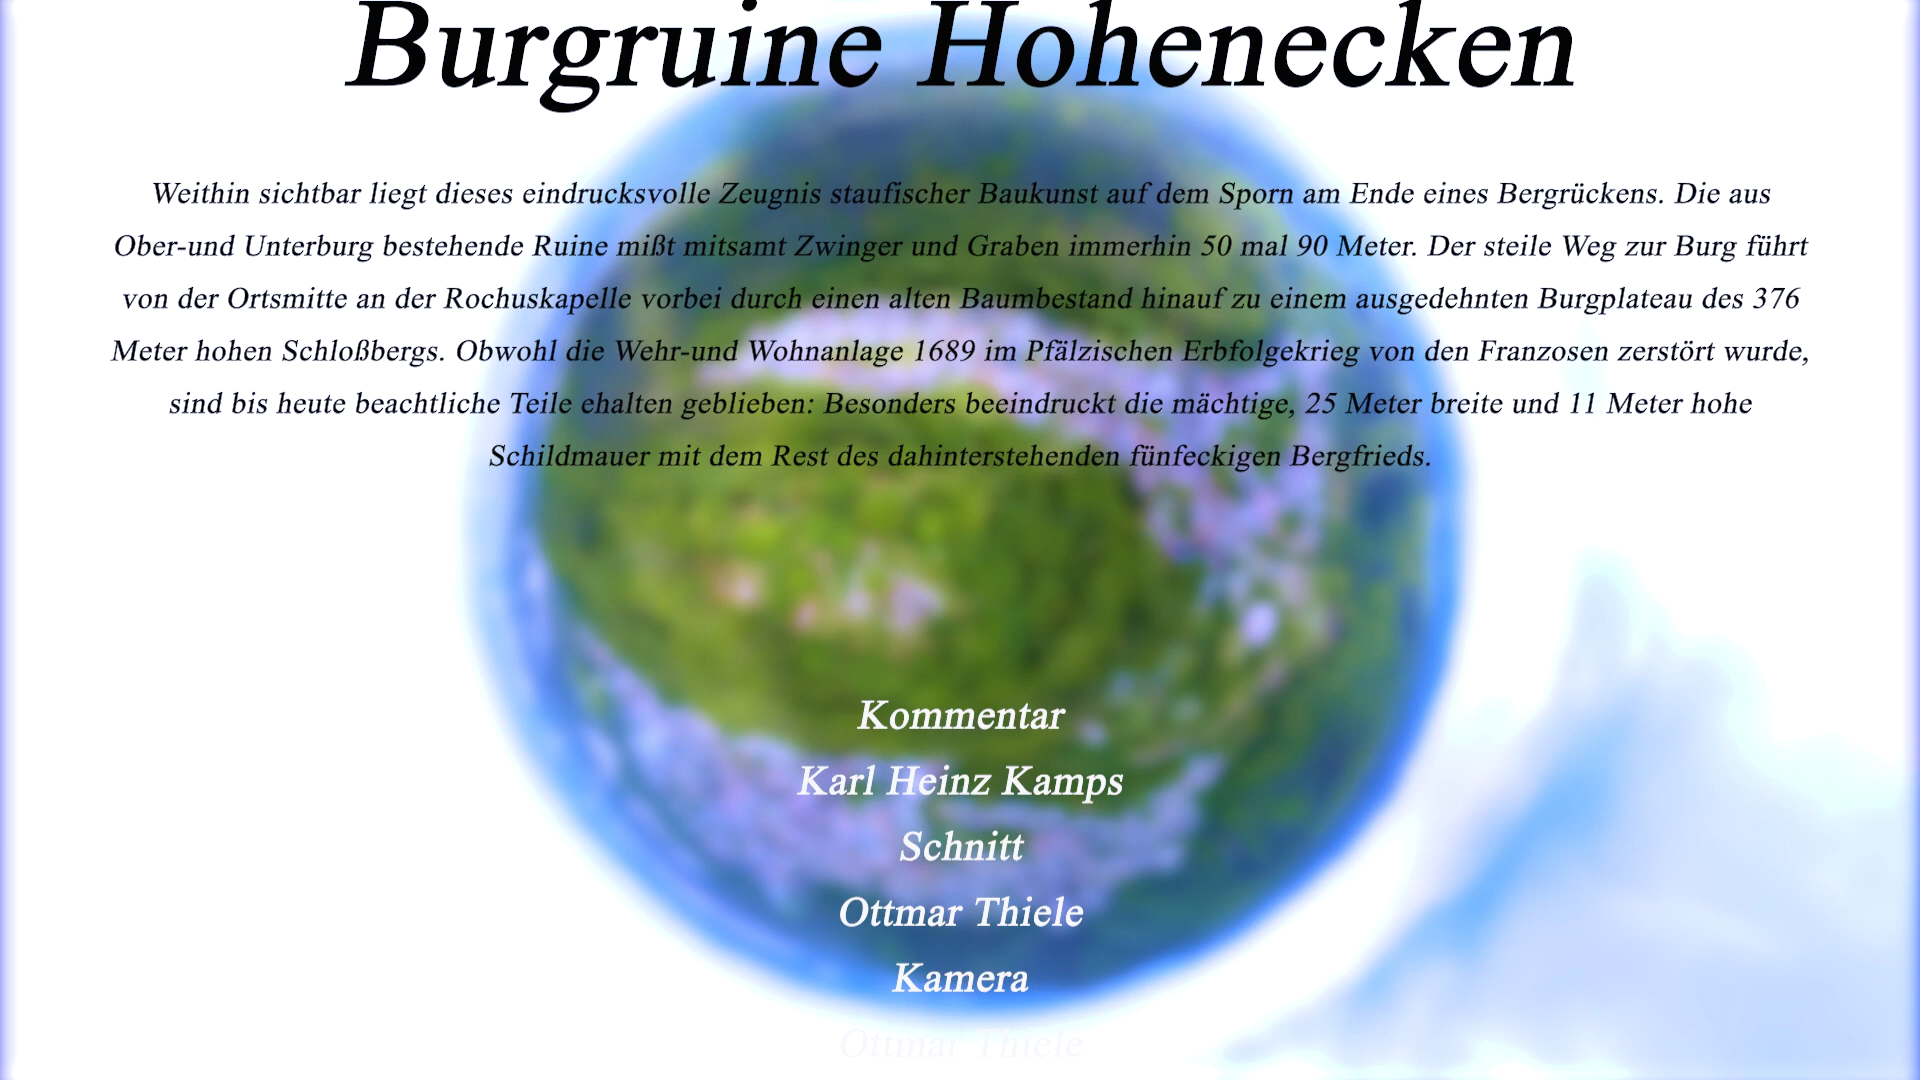 Burgruine Hohenecken
Weithin sichtbar liegt dieses eindrucksvolle Zeugnis staufischer Baukunst auf dem Sporn am Ende eines Bergrückens. Die aus
Ober-und Unterburg bestehende Ruine mißt mitsamt Zwinger und Graben immerhin 50 mal 90 Meter. Der steile Weg zur Burg führt
von der Ortsmitte an der Rochuskapelle vorbei durch einen alten Baumbestand hinauf zu einem ausgedehnten Burgplateau des 376
Meter hohen Schloßbergs. Obwohl die Wehr-und Wohnanlage 1689 im Pfälzischen Erbfolgekrieg von den Franzosen zerstört wurde,
sind bis heute beachtliche Teile ehalten geblieben: Besonders beeindruckt die mächtige, 25 Meter breite und 11 Meter hohe
Schildmauer mit dem Rest des dahinterstehenden fünfeckigen Bergfrieds.
Kommentar
Karl Heinz Kamps
Schnitt
Ottmar Thiele
Kamera
Ottmar Thiele